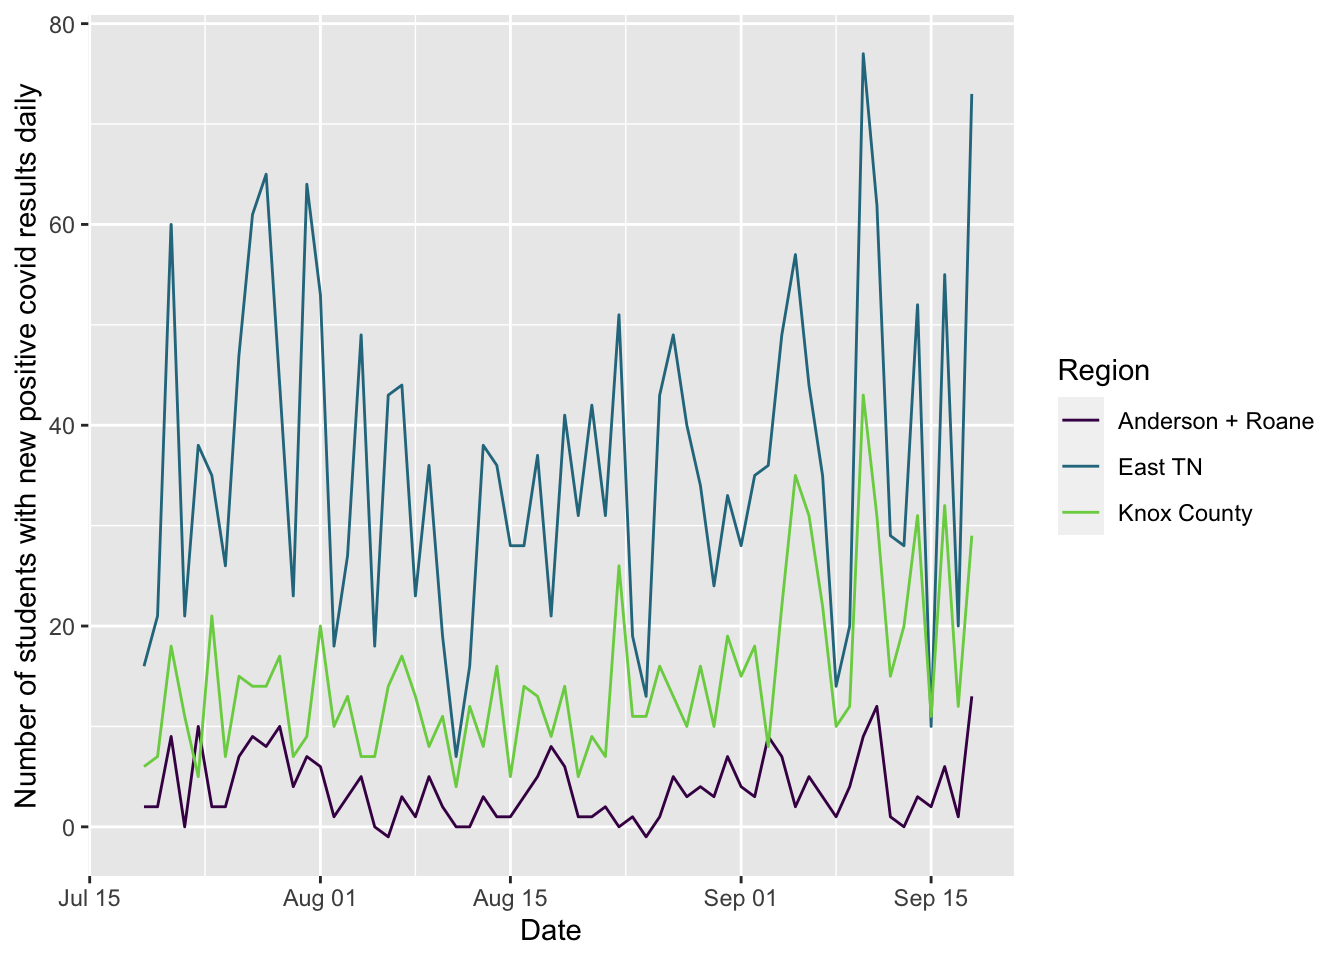 Number of students with new positive covid results daily
80
60
40
20
0
Jul 15
Aug 01
Aug 15
Sep 01
Sep 15
Date
Region
Anderson + Roane
East TN
Knox County